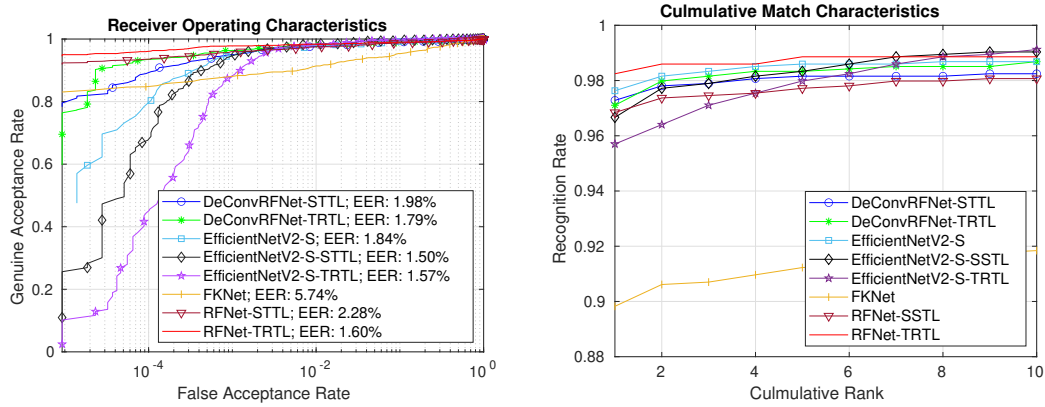 Receiver Operating Characteristics
Genuine Acceptance Rate
1
0.8
0.6
0.4
0.2
0
10-4
10-2
100
False Acceptance Rate
DeConvRFNet-STTL; EER: 1.98%
DeConvRFNet-TRTL; EER: 1.79%
EfficientNetV2-S; EER: 1.84%
EfficientNetV2-S-STTL; EER: 1.50%
EfficientNetV2-S-TRTL; EER: 1.57%
FKNet; EER: 5.74%
RFNet-STTL; EER: 2.28%
RFNet-TRTL; EER: 1.60%
Culmulative Match Characteristics
Recognition Rate
1
0.98
0.96
0.94
0.92
0.9
0.88
2
4
6
8
10
Culmulative Rank
DeConvRFNet-STTL
DeConvRFNet-TRTL
EfficientNetV2-S
EfficientNetV2-S-SSTL
EfficientNetV2-S-TRTL
FKNet
RFNet-SSTL
RFNet-TRTL